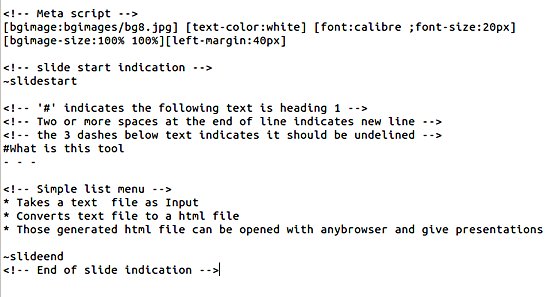 <!-- Meta script -->
[bgimage:bgimages/bg8.jpg] [text-color:white] [font:calibre ;font-size:20px]
[bgimage-size:100% 100%][left-margin:40px]
<!-- slide start indication -->
~slidestart
<!-- '#' indicates the following text is heading 1 -->
<!-- Two or more spaces at the end of line indicates new line -->
<!-- the 3 dashes below text indicates it should be undelined -->
#What is this tool
- - -
<!-- Simple list menu -->
* Takes a text  file as Input
* Converts text file to a html file
* Those generated html file can be opened with anybrowser and give presentations
~slideend
<!-- End of slide indication -->